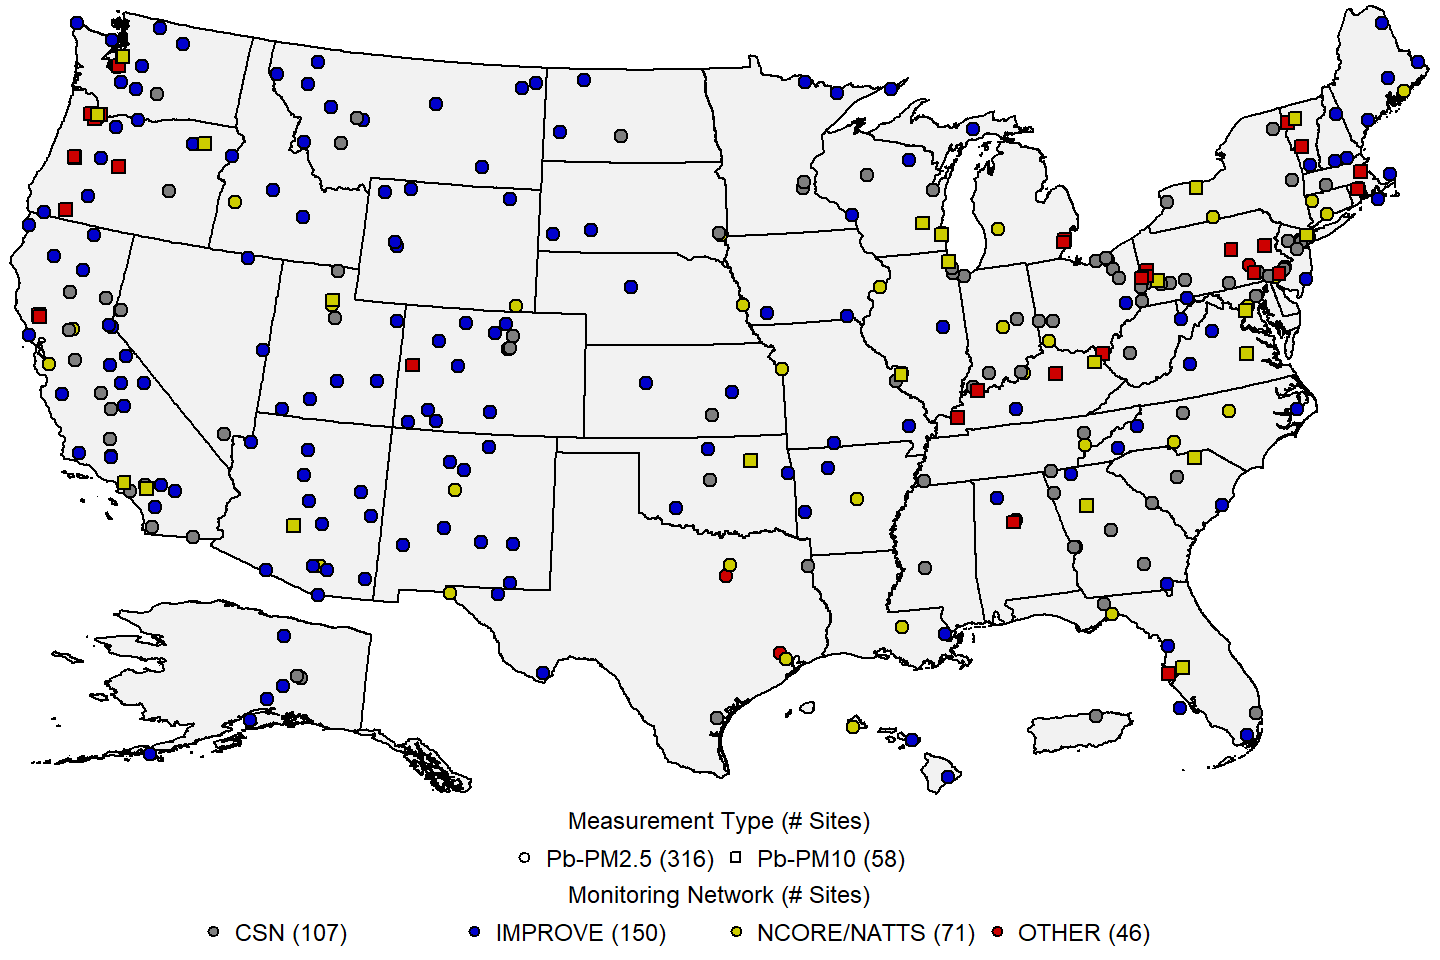 Measurement Type (# Sites)
Pb-PM2.5 (316) Pb-PM10 (58)
Monitoring Network (# Sites)
CSN (107) IMPROVE (150) NCORE/NATTS (71) OTHER (46)